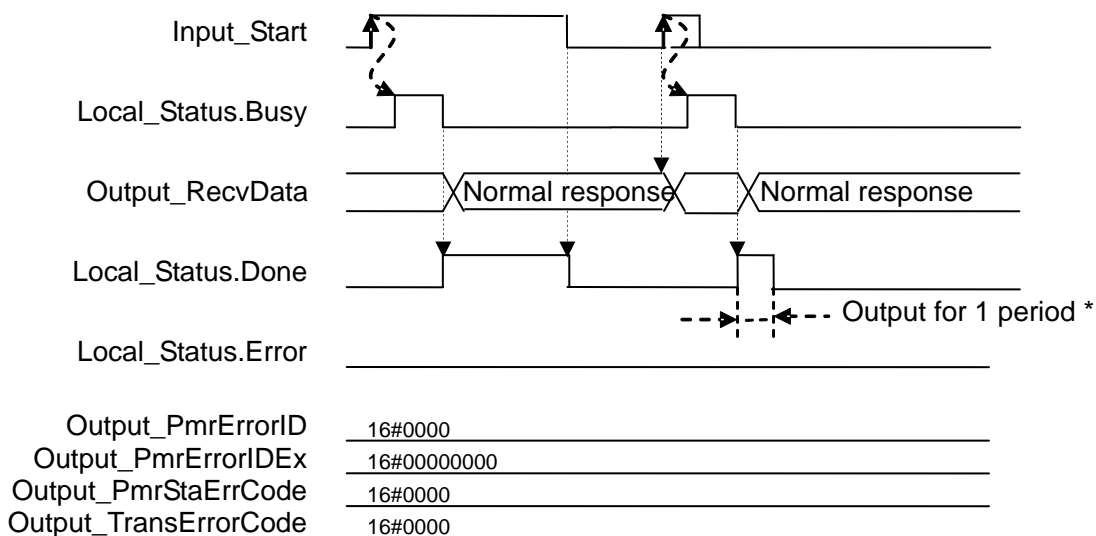 Input_Start
Local_Status.Busy
Output_RecvData Normal response Normal response
Local_Status.Done
Output for 1 period *
Local_Status.Error
Output_PmrErrorID 16#0000
Output_PmrErrorIDEx 16#00000000
Output_PmrStaErrCode 16#0000
Output_TransErrorCode 16#0000